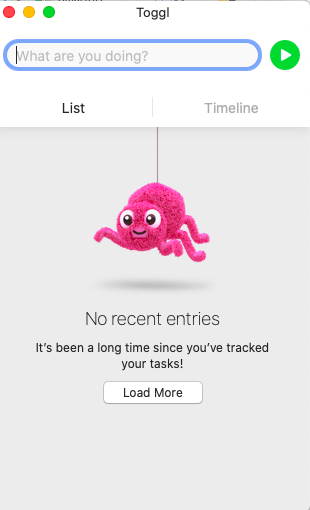 Toggl
What are you doing?
List
Timeline
No recent entries
It's been a long time since you've tracked
your tasks!
Load More